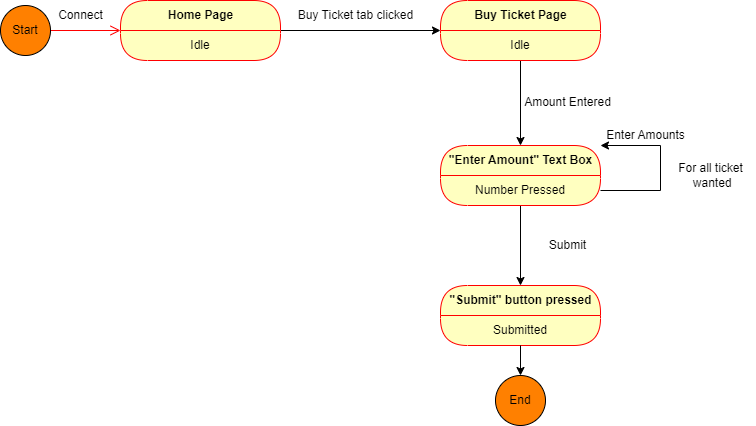 Connect
Start
Home Page
Idle
Buy Ticket tab clicked
Buy Ticket Page
Idle
Amount Entered
"Enter Amount" Text Box
Number Pressed
Enter Amounts
For all ticket
wanted
Submit
"Submit" button pressed
Submitted
End